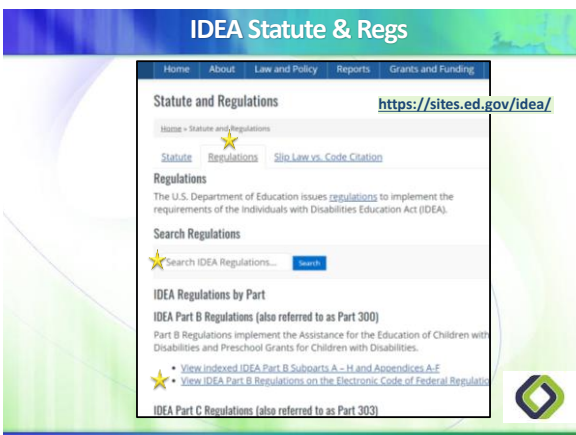 IDEA Statute & Regs
Home About Law and Policy Reports Grants and Funding
Statute and Regulations
https://sites.ed.gov/idea/
Home » Statute and Regulations
Statute Regulations Slip Law vs. Code Citation
Regulations
The U.S. Department of Education issues regulations to implement the
requirements of the Individuals with Disabilities Education Act (IDEA).
Search Regulations
Search IDEA Regulations... Search
IDEA Regulations by Part
IDEA Part B Regulations (also referred to as Part 300)
Part B Regulations implement the Assistance for the Education of Children with
Disabilities and Preschool Grants for Children with Disabilities.
• View indexed IDEA Part B Subparts A – H and Appendices A-F
• View IDEA Part B Regulations on the Electronic Code of Federal Regulatio
IDEA Part C Regulations (also referred to as Part 303)